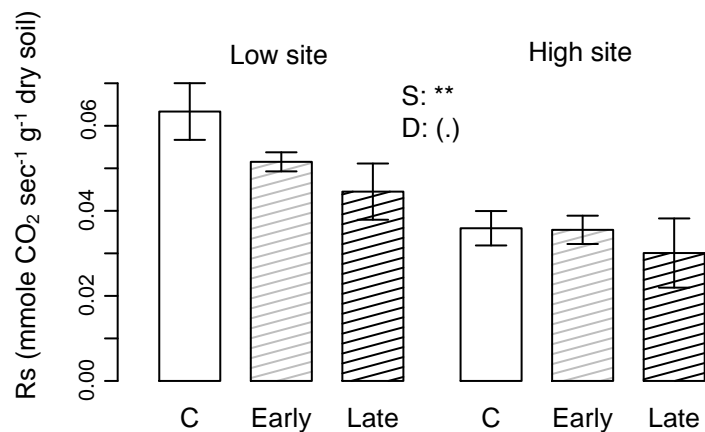 Low site
High site
S: **
D: (.)
Rs (mmole CO₂ sec⁻¹ g⁻¹ dry soil)
0.06
0.04
0.02
0.00
C Early Late C Early Late